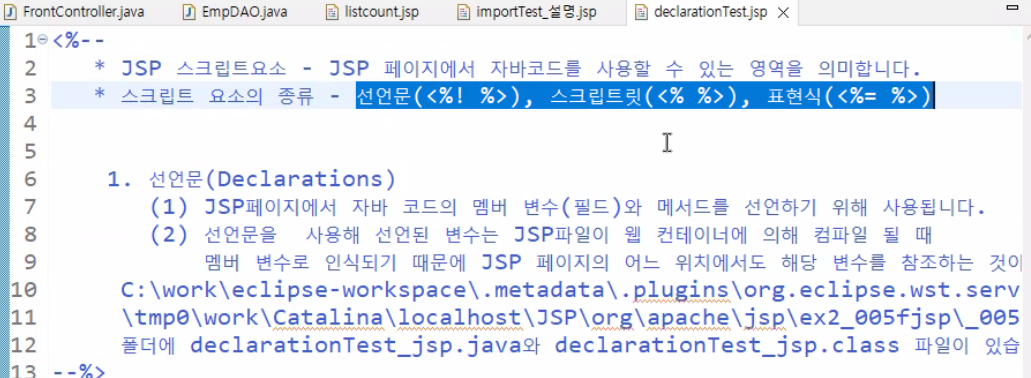 FrontController.java EmpDAO.java listcount.jsp importTest_설명.jsp declarationTest.jsp
1 <%--
2 * JSP 스크립트요소 - JSP 페이지에서 자바코드를 사용할 수 있는 영역을 의미합니다.
3 * 스크립트 요소의 종류 - 선언문(<%! %>), 스크립트릿(<% %>), 표현식(<%= %>)
4
5
6 1. 선언문(Declarations)
7 (1) JSP페이지에서 자바 코드의 멤버 변수(필드)와 메서드를 선언하기 위해 사용됩니다.
8 (2) 선언문을 사용해 선언된 변수는 JSP파일이 웹 컨테이너에 의해 컴파일 될 때
9 멤버 변수로 인식되기 때문에 JSP 페이지의 어느 위치에서도 해당 변수를 참조하는 것이
10 C:\work\eclipse-workspace\.metadata\.plugins\org.eclipse.wst.serv
11 \tmp0\work\Catalina\localhost\JSP\org\apache\jsp\ex2_005fjsp\_005
12 폴더에 declarationTest_jsp.java와 declarationTest_jsp.class 파일이 있습
13 --%>